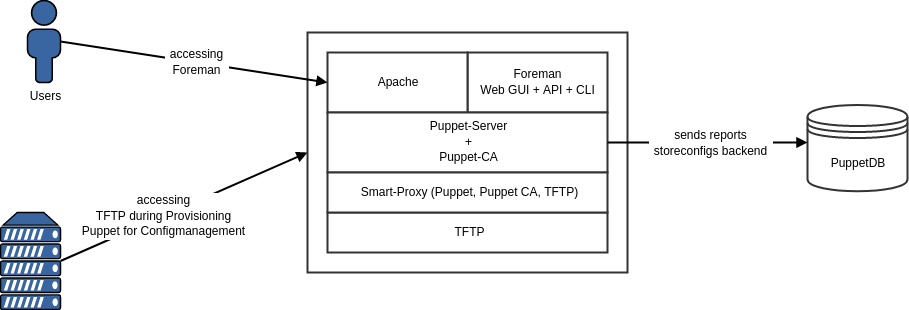 accessing
Foreman
Users
Apache
Foreman
Web GUI + API + CLI
Puppet-Server
+
Puppet-CA
sends reports
storeconfigs backend
PuppetDB
Smart-Proxy (Puppet, Puppet CA, TFTP)
accessing
TFTP during Provisioning
Puppet for Configmanagement
TFTP